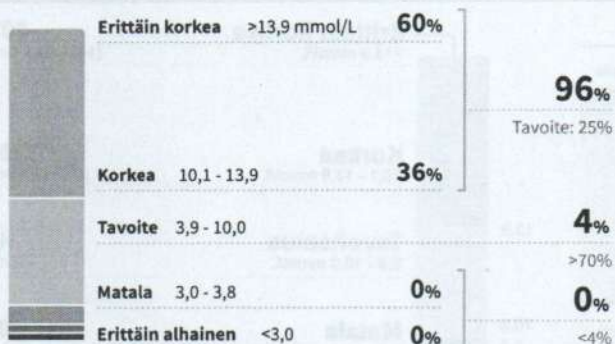 Erittäin korkea >13,9 mmol/L 60%
96%
Tavoite: 25%
Korkea 10,1 - 13,9 36%
Tavoite 3,9 - 10,0 4%
>70%
Matala 3,0 - 3,8 0%
0%
Erittäin alhainen <3,0 0%
<4%